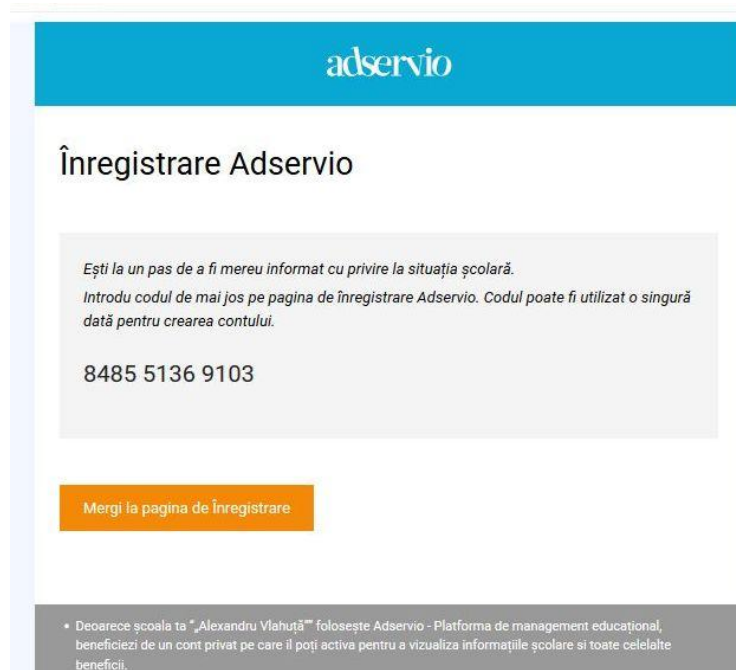 adservio
Înregistrare Adservio
Ești la un pas de a fi mereu informat cu privire la situația școlară.
Introdu codul de mai jos pe pagina de înregistrare Adservio. Codul poate fi utilizat o singură
dată pentru crearea contului.
8485 5136 9103
Mergi la pagina de Înregistrare
• Deoarece școala ta "„Alexandru Vlahuță”" folosește Adservio - Platforma de management educațional,
beneficiezi de un cont privat pe care îl poți activa pentru a vizualiza informațiile școlare si toate celelalte
beneficii.